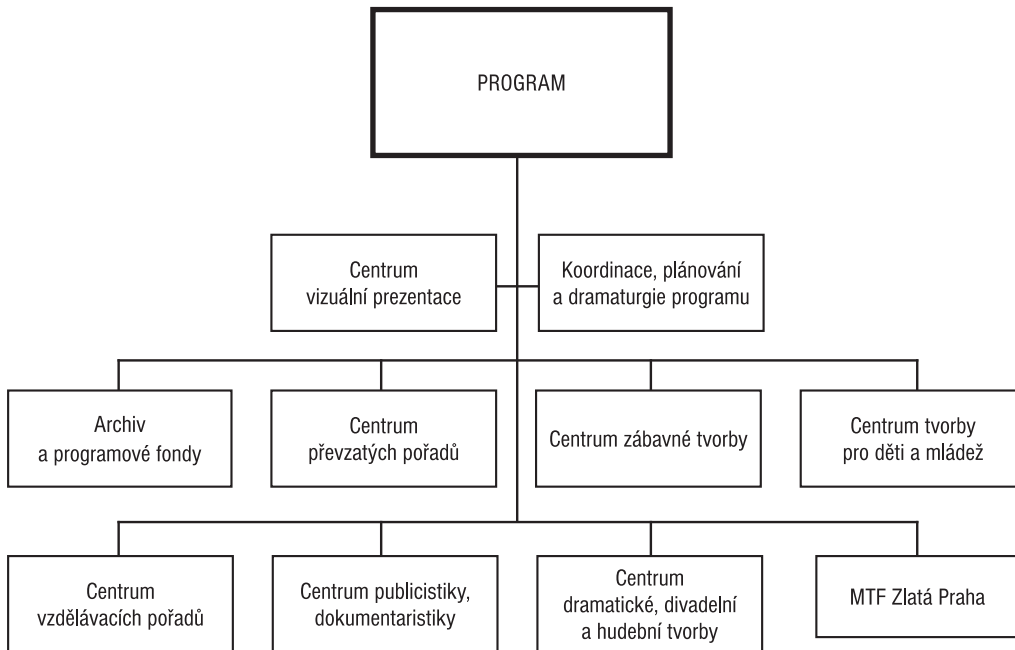 PROGRAM
Centrum
vizuální prezentace
Koordinace, plánování
a dramaturgie programu
Archiv
a programové fondy
Centrum
převzatých pořadů
Centrum zábavné tvorby
Centrum tvorby
pro děti a mládež
Centrum
vzdělávacích pořadů
Centrum publicistiky,
dokumentaristiky
Centrum
dramatické, divadelní
a hudební tvorby
MTF Zlatá Praha